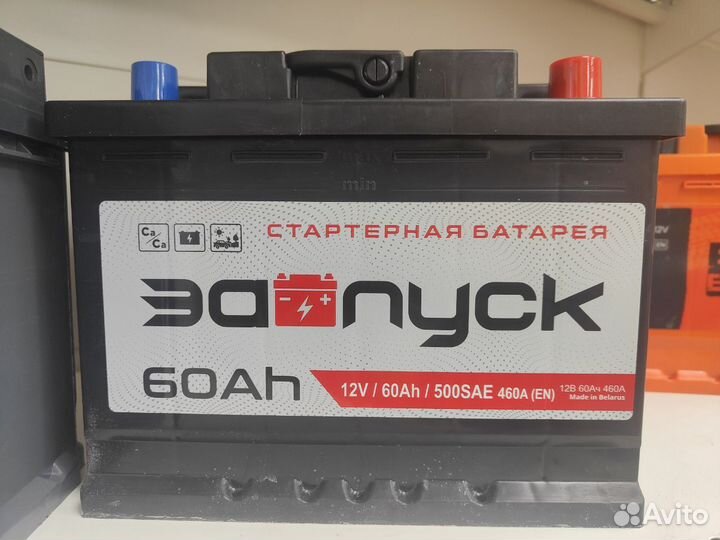 min
Ca/Ca
СТАРТЕРНАЯ БАТАРЕЯ
ЗАПУСК
60Ah
12V / 60Ah / 500SAE 460A (EN)
12В 60Ач 460А
Made in Belarus
12V
Avito